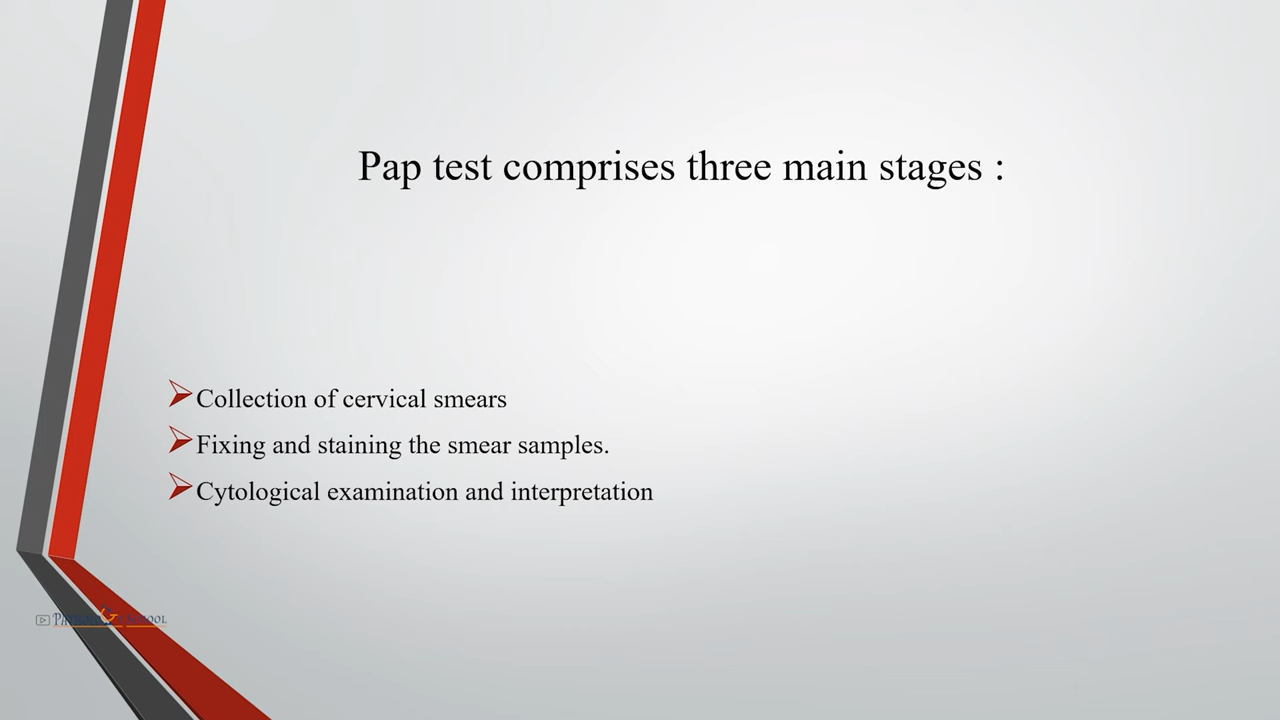 Pap test comprises three main stages :
Collection of cervical smears
Fixing and staining the smear samples.
Cytological examination and interpretation